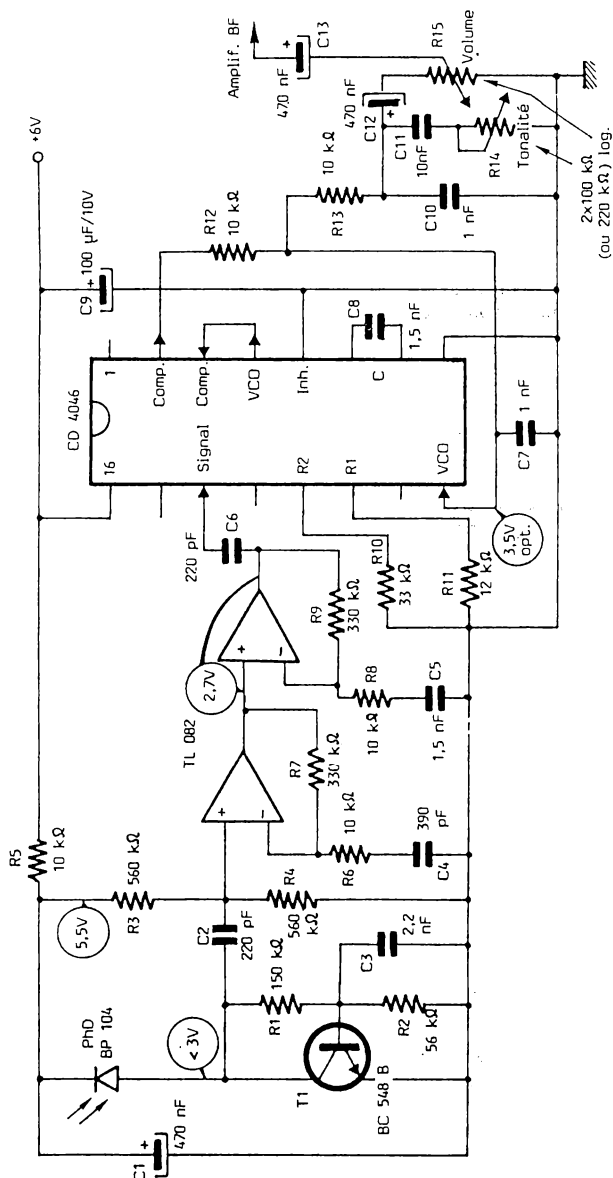 +6V
Amplif. BF
C13
470 nF
+
R15
Volume
470 nF
C12
+
C11
10nF
R14
Tonalité
2x100 kΩ
(ou 220 kΩ) log.
10 kΩ
R13
C10
1 nF
R12
10 kΩ
C9
+
100 µF/10V
CD 4046
1
16
Comp.
Comp.
Signal
VCO
Inh.
R2
R1
C
VCO
C8
1,5 nF
C7
1 nF
3,5V
opt.
220 pF
C6
R10
33 kΩ
R11
12 kΩ
R9
330 kΩ
R8
10 kΩ
C5
1,5 nF
2,7V
TL 082
+
-
+
-
R7
330 kΩ
R6
10 kΩ
390
pF
C4
R5
10 kΩ
5,5V
R3
560 kΩ
R4
560
kΩ
C2
220 pF
R1
150 kΩ
C3
2,2
nF
R2
56 kΩ
PhD
BP 104
< 3V
T1
BC 548 B
C1
+
470 nF